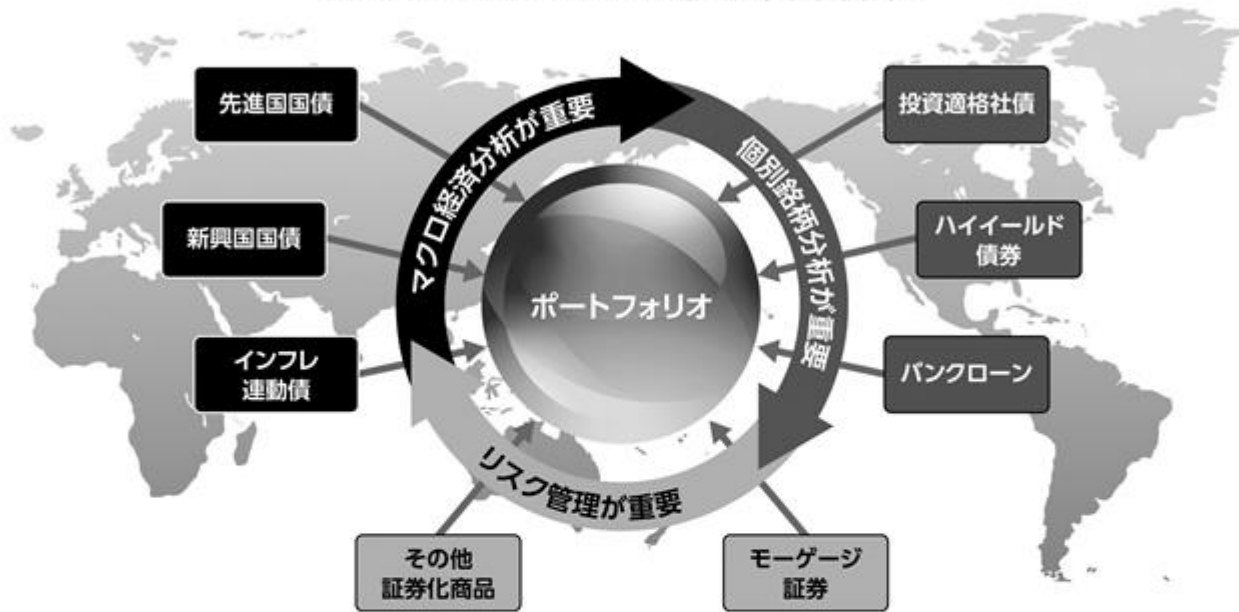 先進国国債
投資適格社債
マクロ経済分析が重要
個別銘柄分析が重要
新興国国債
ハイイールド
債券
ポートフォリオ
インフレ
連動債
バンクローン
リスク管理が重要
その他
証券化商品
モーゲージ
証券